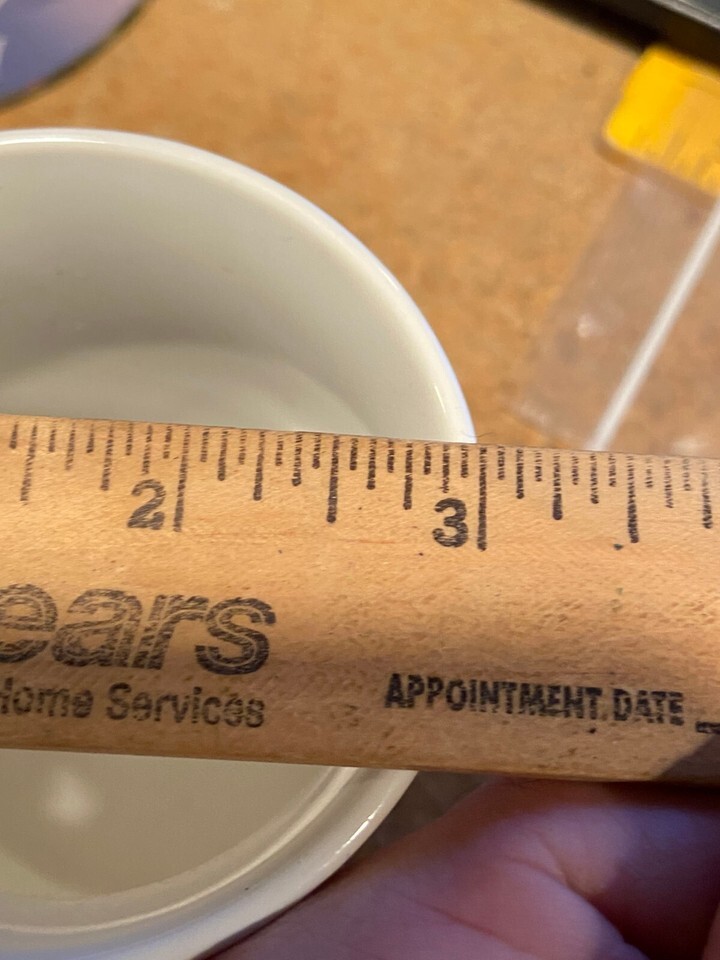 2 3
ears
Home Services
APPOINTMENT DATE